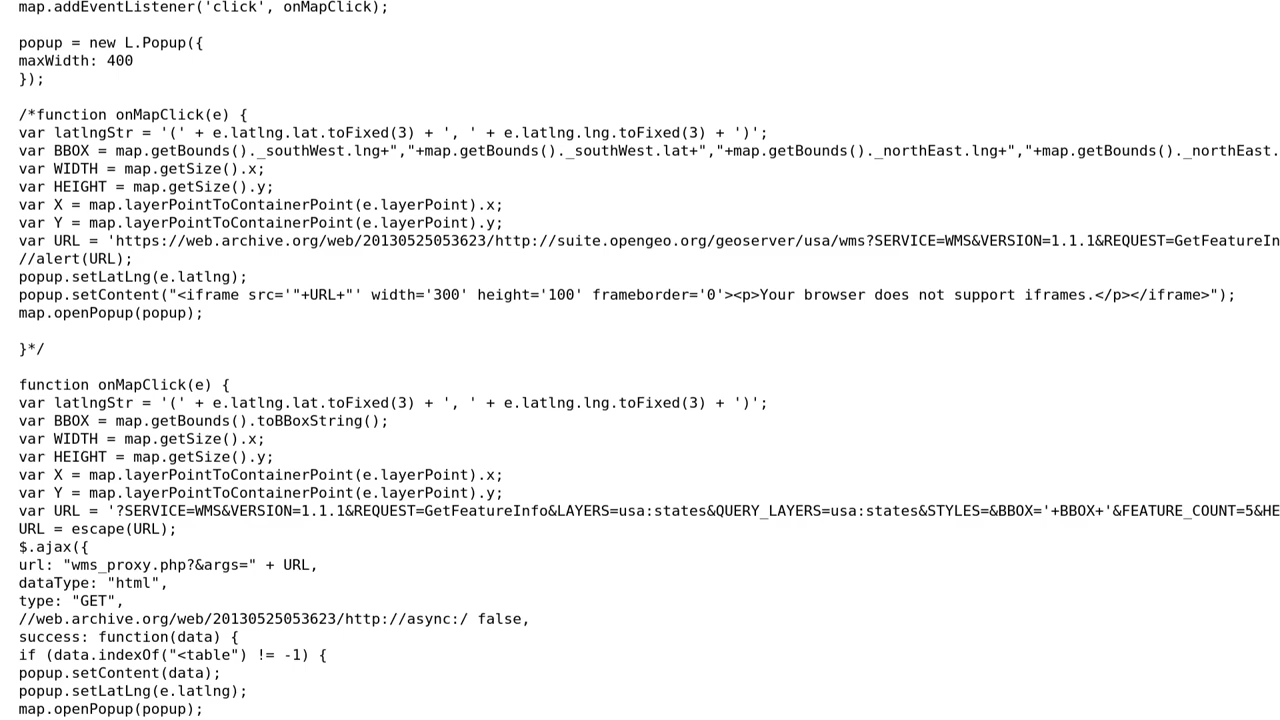 map.addEventListener('click', onMapClick);
popup = new L.Popup({
maxWidth: 400
});
/*function onMapClick(e) {
var latlngStr = '(' + e.latlng.lat.toFixed(3) + ', ' + e.latlng.lng.toFixed(3) + ')';
var BBOX = map.getBounds()._southWest.lng+","+map.getBounds()._southWest.lat+","+map.getBounds()._northEast.lng+","+map.getBounds()._northEast.
var WIDTH = map.getSize().x;
var HEIGHT = map.getSize().y;
var X = map.layerPointToContainerPoint(e.layerPoint).x;
var Y = map.layerPointToContainerPoint(e.layerPoint).y;
var URL = 'https://web.archive.org/web/20130525053623/http://suite.opengeo.org/geoserver/usa/wms?SERVICE=WMS&VERSION=1.1.1&REQUEST=GetFeatureIn
//alert(URL);
popup.setLatLng(e.latlng);
popup.setContent("<iframe src='"+URL+"' width='300' height='100' frameborder='0'><p>Your browser does not support iframes.</p></iframe>");
map.openPopup(popup);
}*/
function onMapClick(e) {
var latlngStr = '(' + e.latlng.lat.toFixed(3) + ', ' + e.latlng.lng.toFixed(3) + ')';
var BBOX = map.getBounds().toBBoxString();
var WIDTH = map.getSize().x;
var HEIGHT = map.getSize().y;
var X = map.layerPointToContainerPoint(e.layerPoint).x;
var Y = map.layerPointToContainerPoint(e.layerPoint).y;
var URL = '?SERVICE=WMS&VERSION=1.1.1&REQUEST=GetFeatureInfo&LAYERS=usa:states&QUERY_LAYERS=usa:states&STYLES=&BBOX='+BBOX+'&FEATURE_COUNT=5&HE
URL = escape(URL);
$.ajax({
url: "wms_proxy.php?&args=" + URL,
dataType: "html",
type: "GET",
//web.archive.org/web/20130525053623/http://async:/ false,
success: function(data) {
if (data.indexOf("<table") != -1) {
popup.setContent(data);
popup.setLatLng(e.latlng);
map.openPopup(popup);